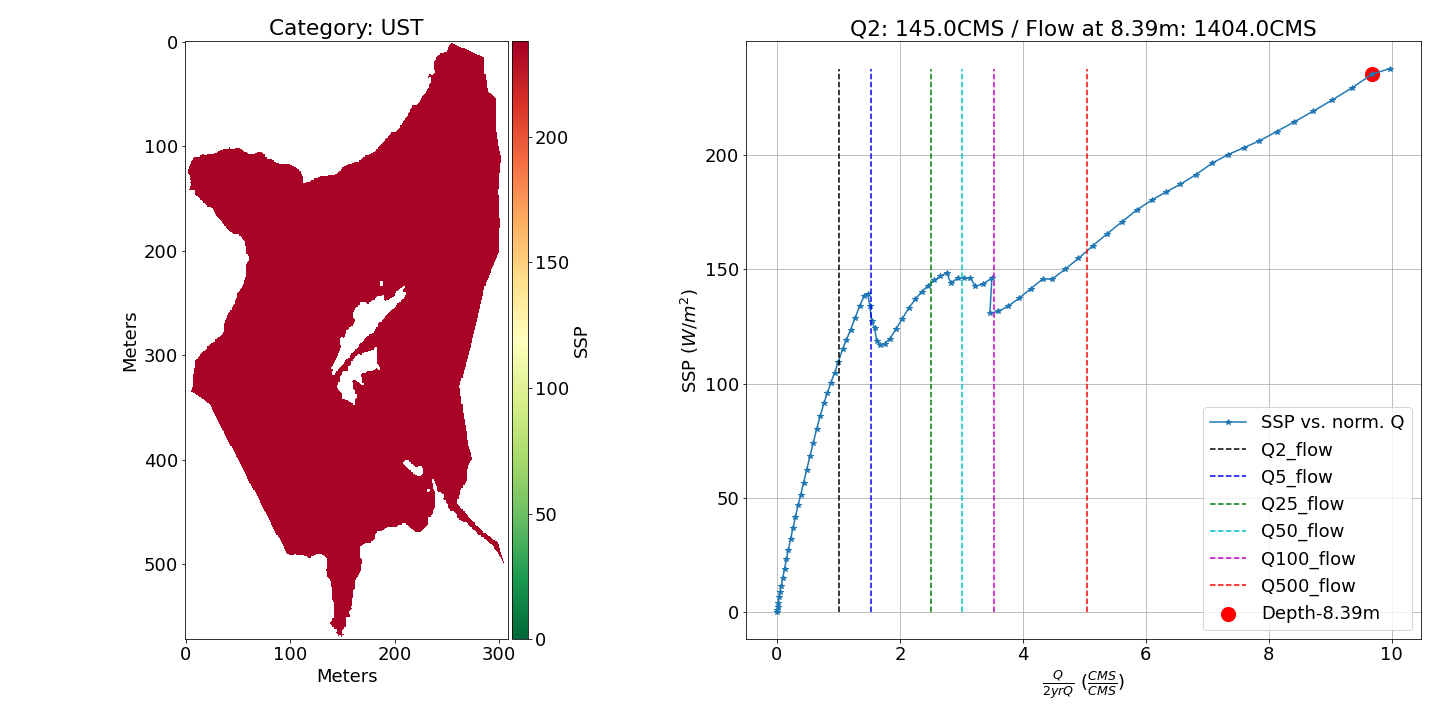 Category: UST
0
100
200
300
400
500
Meters
0
100
200
300
Meters
200
150
100
50
0
SSP
Q2: 145.0CMS / Flow at 8.39m: 1404.0CMS
200
150
100
50
0
SSP (W/m²)
0
2
4
6
8
10
Q/2yrQ (CMS/CMS)
SSP vs. norm. Q
Q2_flow
Q5_flow
Q25_flow
Q50_flow
Q100_flow
Q500_flow
Depth-8.39m